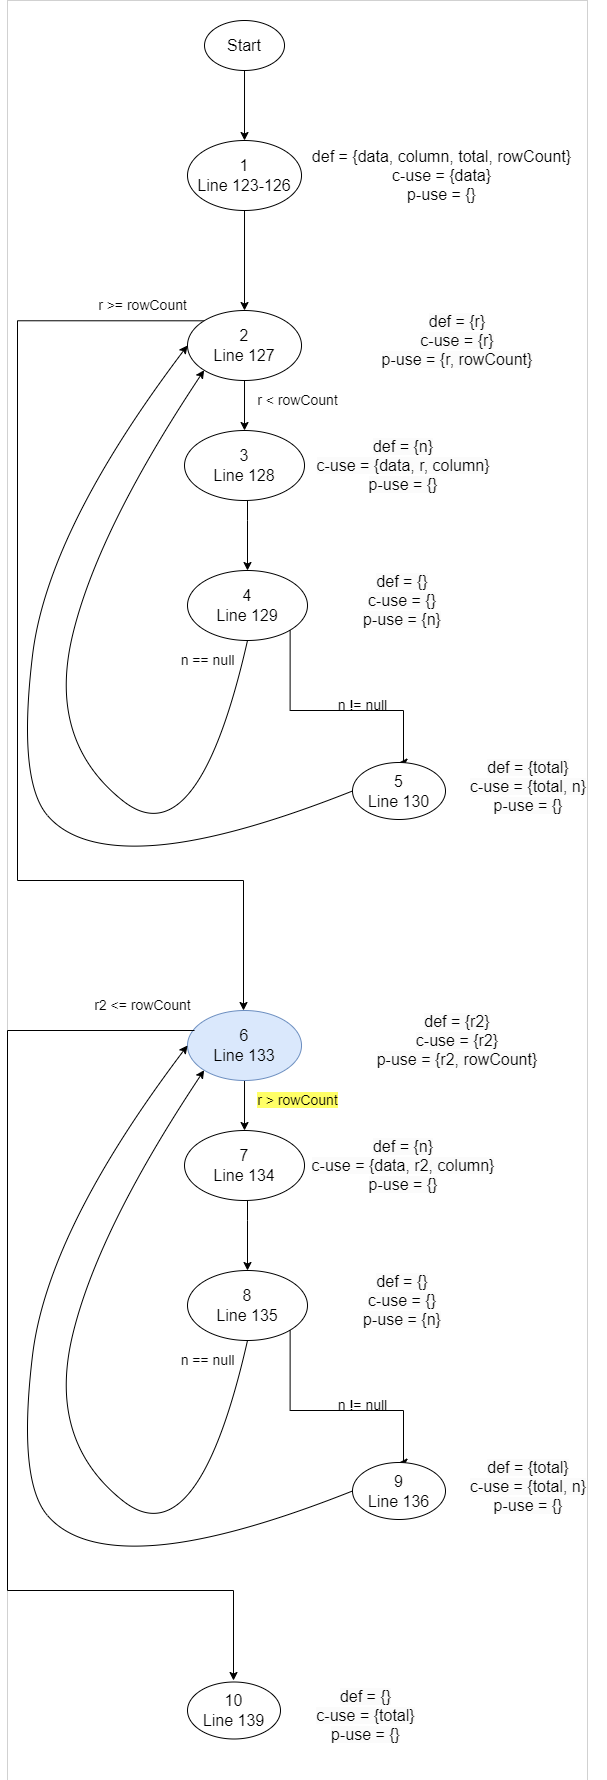 Start
1
Line 123-126
def = {data, column, total, rowCount}
c-use = {data}
p-use = {}
r >= rowCount
2
Line 127
def = {r}
c-use = {r}
p-use = {r, rowCount}
r < rowCount
3
Line 128
def = {n}
c-use = {data, r, column}
p-use = {}
4
Line 129
def = {}
c-use = {}
p-use = {n}
n == null
n != null
5
Line 130
def = {total}
c-use = {total, n}
p-use = {}
r2 <= rowCount
6
Line 133
def = {r2}
c-use = {r2}
p-use = {r2, rowCount}
r > rowCount
7
Line 134
def = {n}
c-use = {data, r2, column}
p-use = {}
8
Line 135
def = {}
c-use = {}
p-use = {n}
n == null
n != null
9
Line 136
def = {total}
c-use = {total, n}
p-use = {}
10
Line 139
def = {}
c-use = {total}
p-use = {}